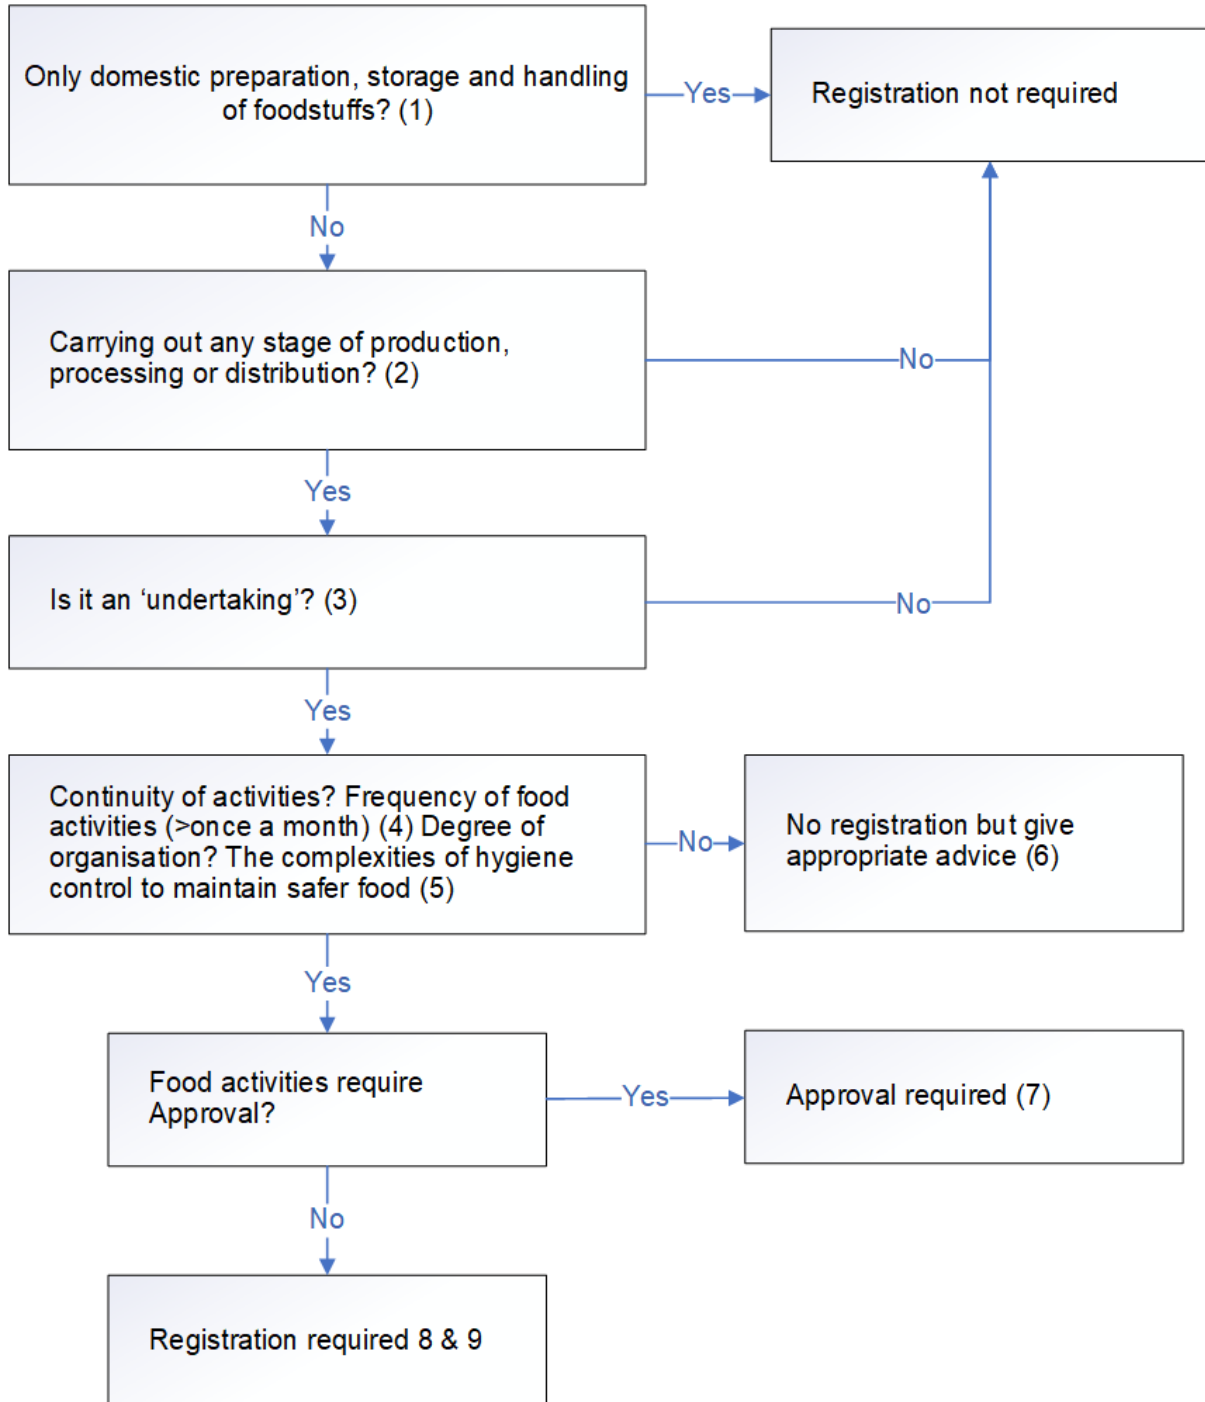 Only domestic preparation, storage and handling
of foodstuffs? (1)
Yes
Registration not required
No
Carrying out any stage of production,
processing or distribution? (2)
No
Yes
Is it an ‘undertaking’? (3)
No
Yes
Continuity of activities? Frequency of food
activities (>once a month) (4) Degree of
organisation? The complexities of hygiene
control to maintain safer food (5)
No
No registration but give
appropriate advice (6)
Yes
Food activities require
Approval?
Yes
Approval required (7)
No
Registration required 8 & 9